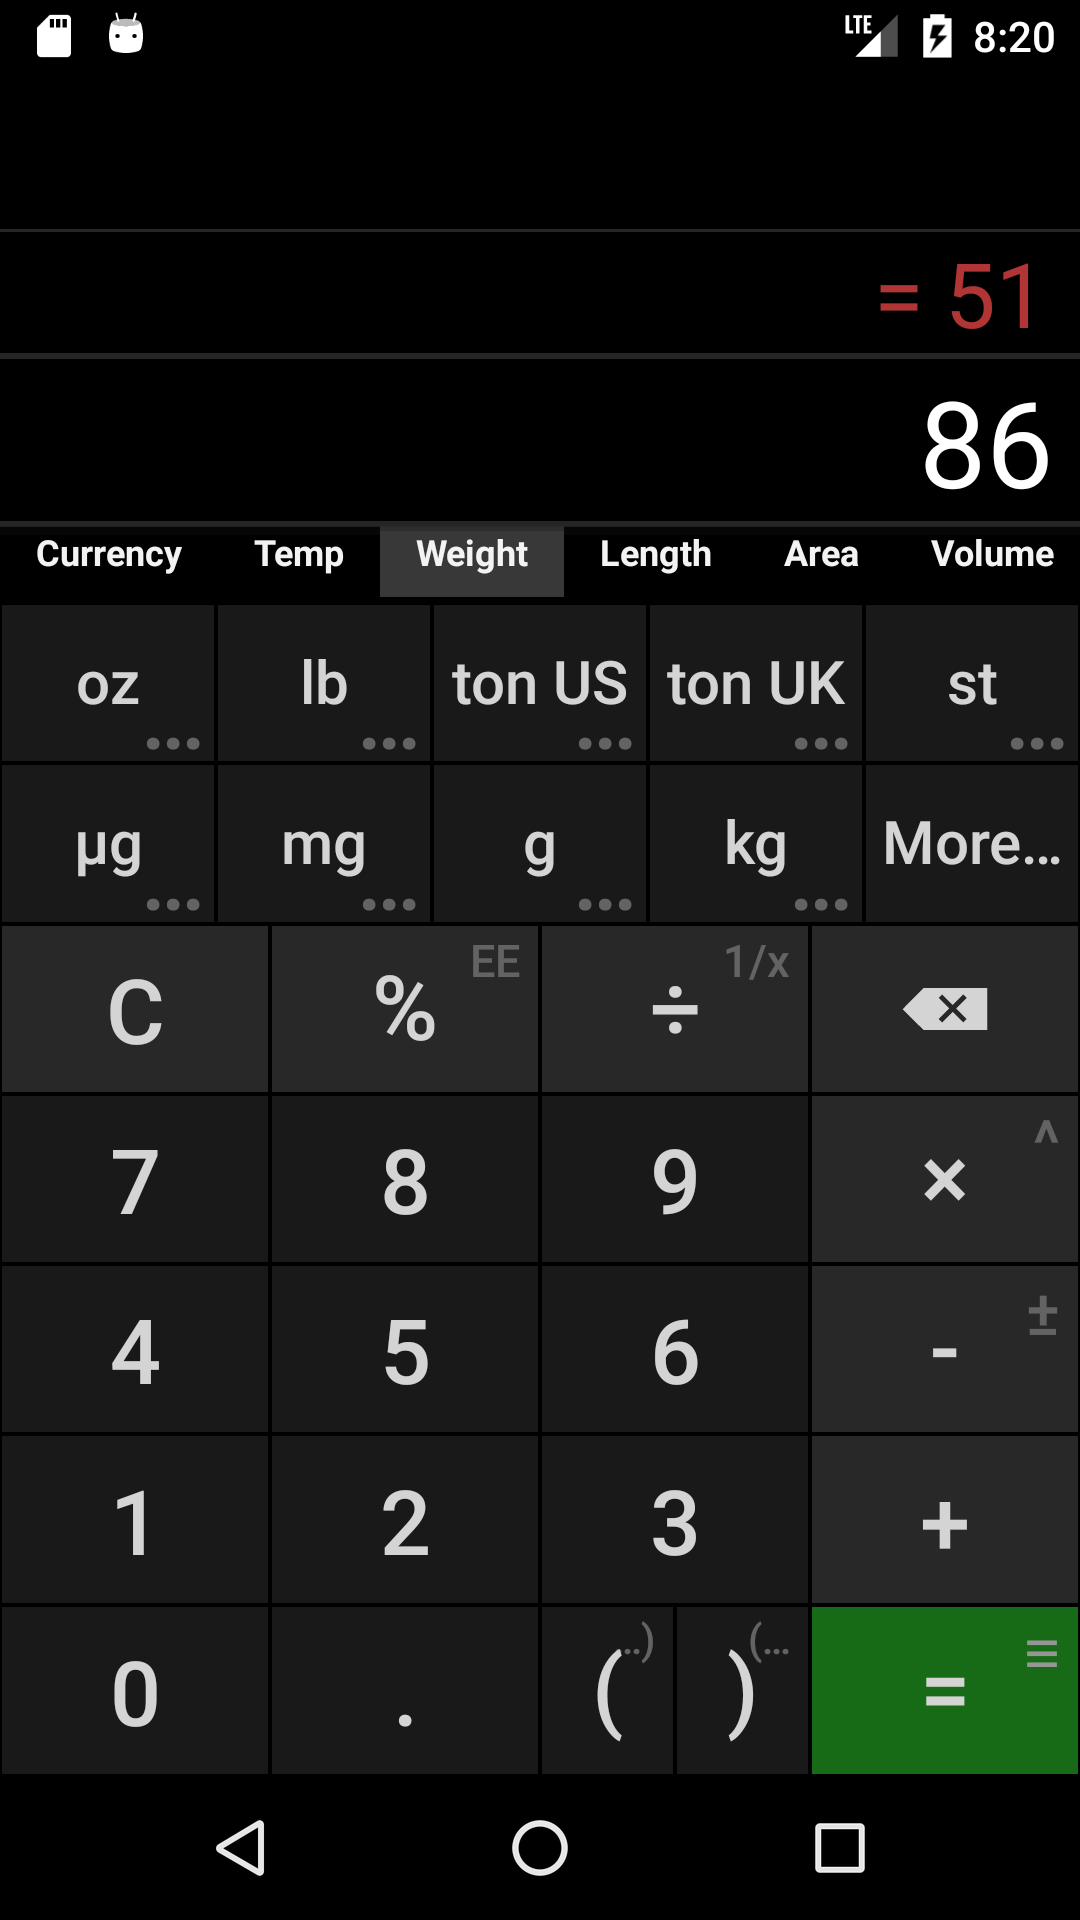 LTE 8:20
= 51
86
Currency Temp Weight Length Area Volume
oz lb ton US ton UK st
µg mg g kg More...
C % EE ÷ 1/x
7 8 9 × ^
4 5 6 - ±
1 2 3 +
0 . ( ..) ) (... =